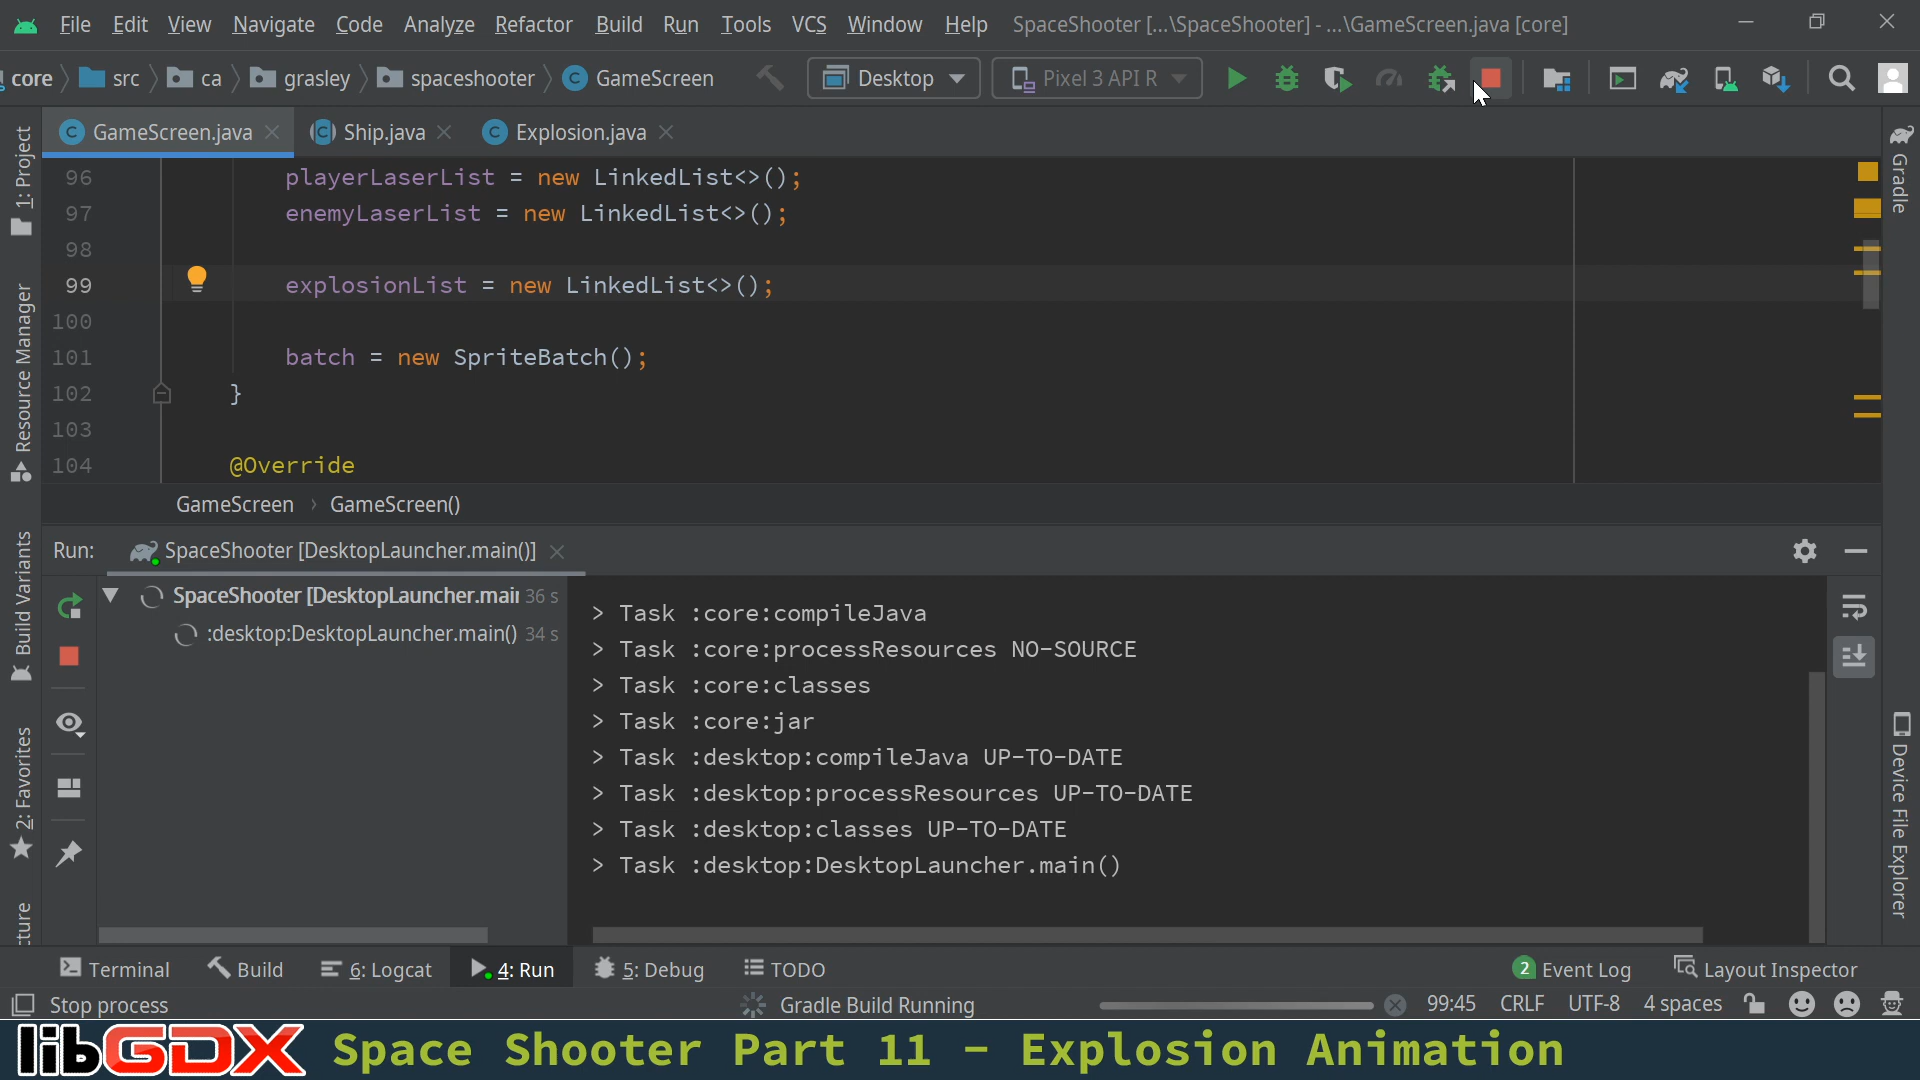 File Edit View Navigate Code Analyze Refactor Build Run Tools VCS Window Help SpaceShooter [...\SpaceShooter] - ...\GameScreen.java [core]
core src ca grasley spaceshooter GameScreen Desktop Pixel 3 API R
GameScreen.java Ship.java Explosion.java
96 playerLaserList = new LinkedList<>();
97 enemyLaserList = new LinkedList<>();
98
99 explosionList = new LinkedList<>();
100
101 batch = new SpriteBatch();
102 }
103
104 @Override
GameScreen › GameScreen()
Run: SpaceShooter [DesktopLauncher.main()]
SpaceShooter [DesktopLauncher.mai 36 s
:desktop:DesktopLauncher.main() 34 s
> Task :core:compileJava
> Task :core:processResources NO-SOURCE
> Task :core:classes
> Task :core:jar
> Task :desktop:compileJava UP-TO-DATE
> Task :desktop:processResources UP-TO-DATE
> Task :desktop:classes UP-TO-DATE
> Task :desktop:DesktopLauncher.main()
1: Project
Resource Manager
Build Variants
2: Favorites
cture
Gradle
Device File Explorer
Terminal Build 6: Logcat 4: Run 5: Debug TODO 2 Event Log Layout Inspector
Stop process Gradle Build Running 99:45 CRLF UTF-8 4 spaces
libGDX Space Shooter Part 11 - Explosion Animation